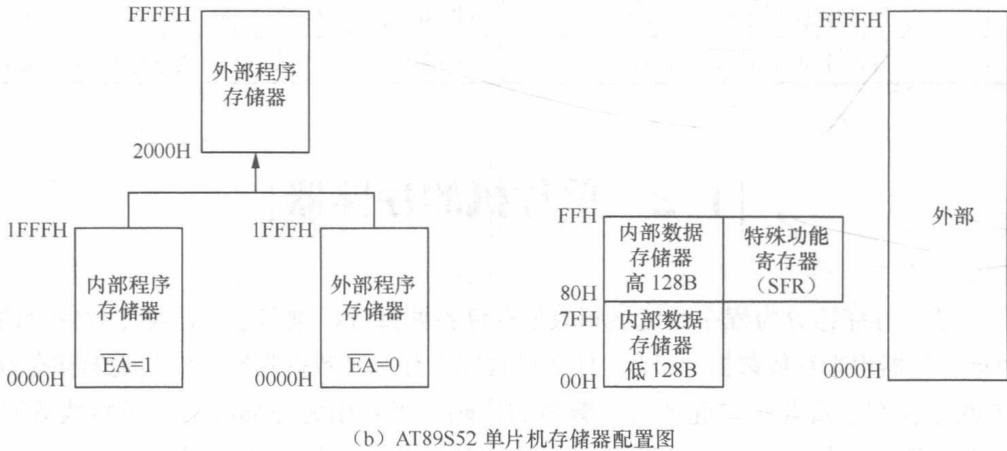 FFFFH
外部程序
存储器
2000H
1FFFH
内部程序
存储器
EA=1
0000H
1FFFH
外部程序
存储器
EA=0
0000H
FFH
内部数据
存储器
高 128B
80H
特殊功能
寄存器
（SFR）
7FH
内部数据
存储器
低 128B
00H
FFFFH
外部
0000H
（b）AT89S52 单片机存储器配置图